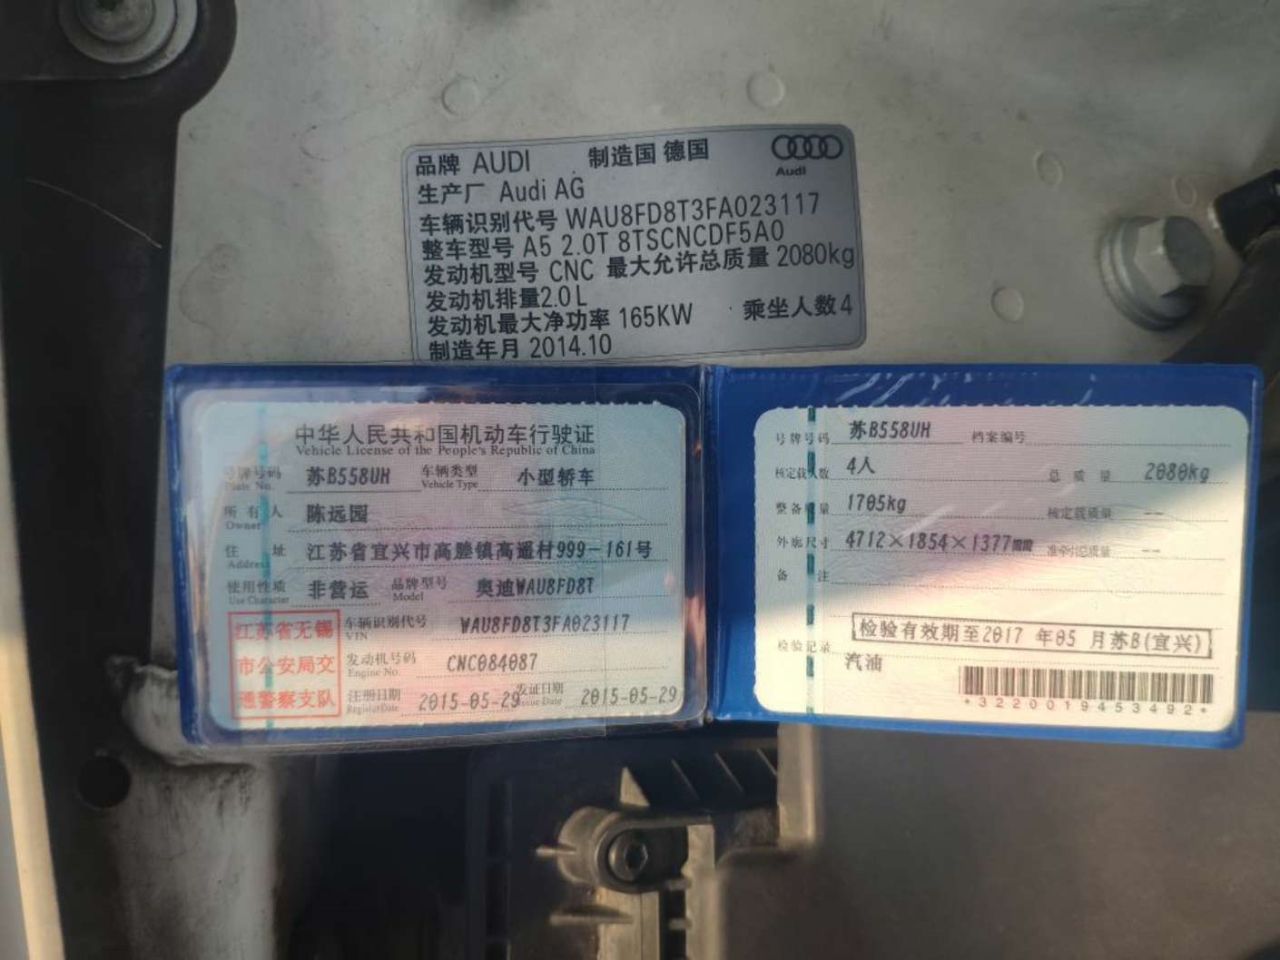 品牌 AUDI 制造国 德国
Audi
生产厂 Audi AG
车辆识别代号 WAU8FD8T3FA023117
整车型号 A5 2.0T 8TSCNCDF5A0
发动机型号 CNC 最大允许总质量 2080kg
发动机排量2.0L
发动机最大净功率 165KW 乘坐人数4
制造年月 2014.10
中华人民共和国机动车行驶证
Vehicle License of the People's Republic of China
号牌号码 苏B558UH 车辆类型 小型轿车
Plate No. Vehicle Type
所有人 陈远园
Owner
住址 江苏省宜兴市高塍镇高遥村999-161号
Address
使用性质 非营运 品牌型号 奥迪WAU8FD8T
Use Character Model
江苏省无锡
市公安局交
通警察支队
车辆识别代号 WAU8FD8T3FA023117
VIN
发动机号码 CNC084087
Engine No.
注册日期 2015-05-29 发证日期 2015-05-29
Register Date Issue Date
号牌号码 苏B558UH 档案编号
核定载人数 4人 总质量 2080kg
整备质量 1705kg 核定载质量 --
外廓尺寸 4712×1854×1377 准牵引总质量 --
备注
检验有效期至2017年05月苏B(宜兴)
检验记录
汽油
*3220019453492*